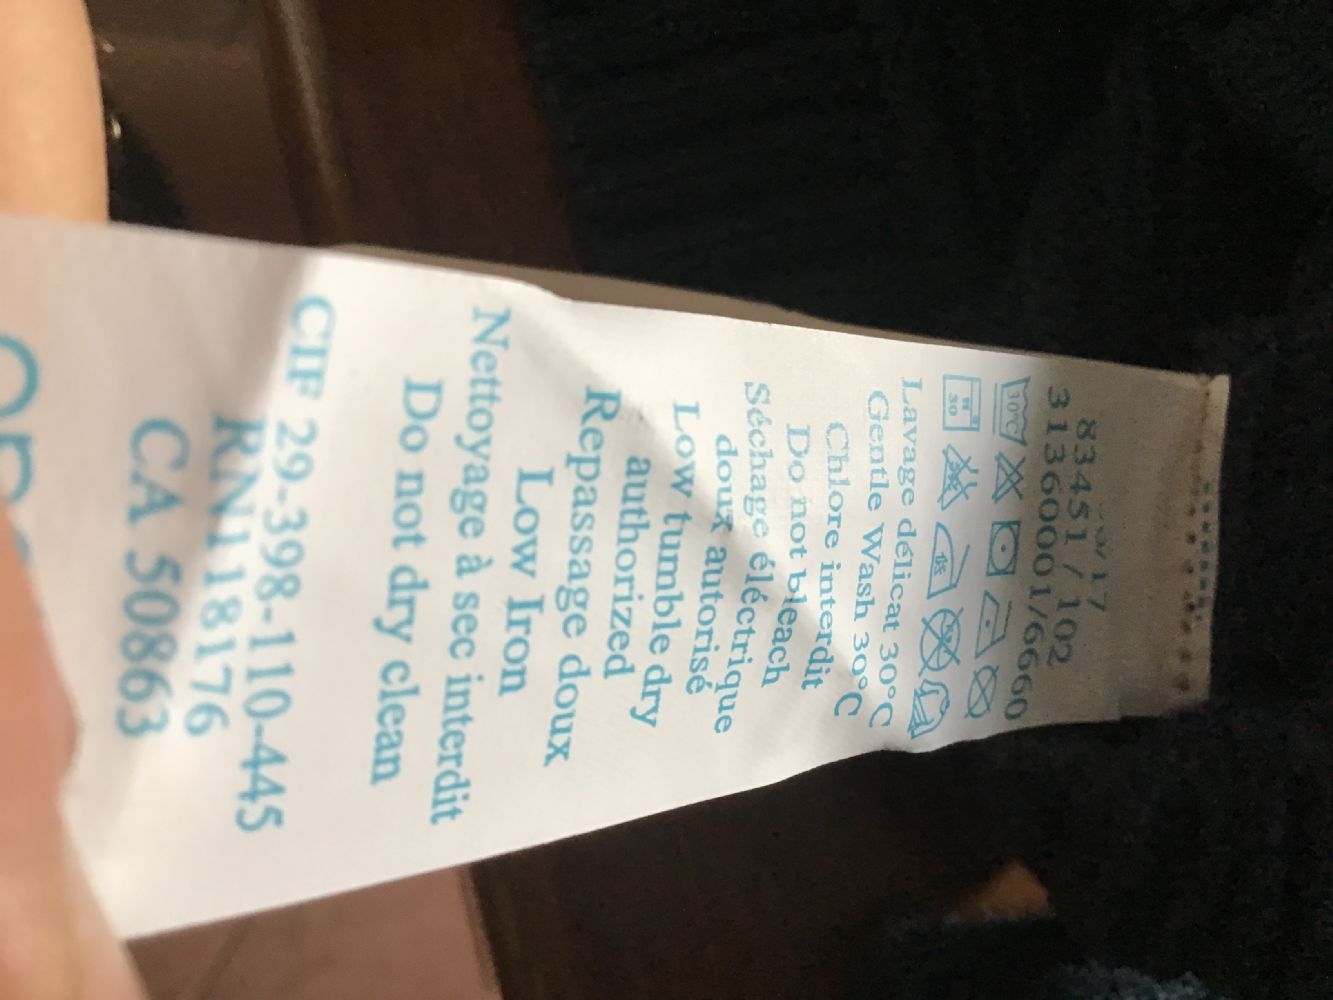 83451 / 102
31360001/6660
30°C
30
Lavage délicat 30°C
Gentle Wash 30°C
Chlore interdit
Do not bleach
Séchage éléctrique
doux autorisé
Low tumble dry
authorized
Repassage doux
Low Iron
Nettoyage à sec interdit
Do not dry clean
CIF 29-398-110-445
RN118176
CA 50863